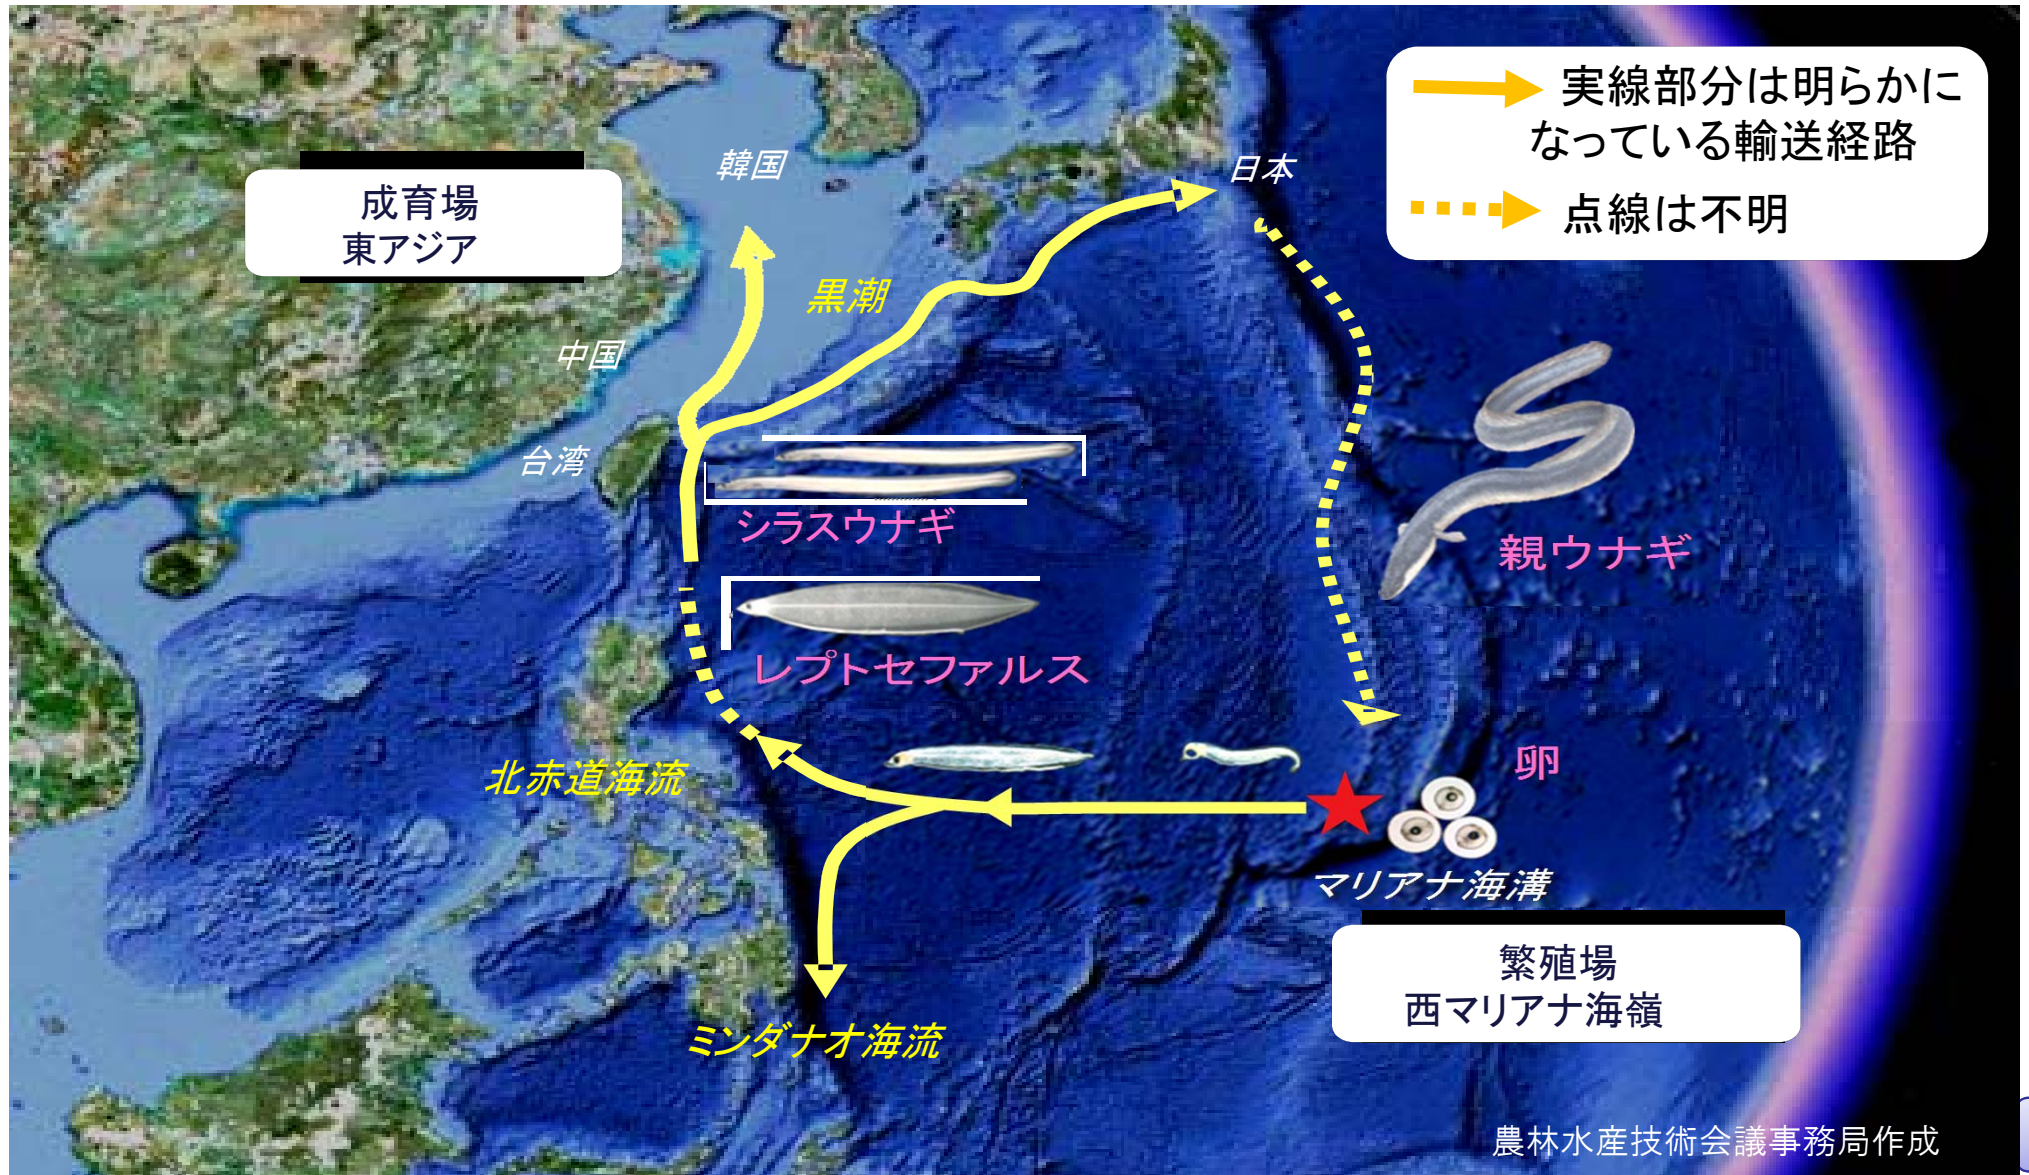 実線部分は明らかに
なっている輸送経路
点線は不明
韓国
日本
成育場
東アジア
黒潮
中国
台湾
シラスウナギ
親ウナギ
レプトセファルス
卵
北赤道海流
マリアナ海溝
繁殖場
西マリアナ海嶺
ミンダナオ海流
農林水産技術会議事務局作成